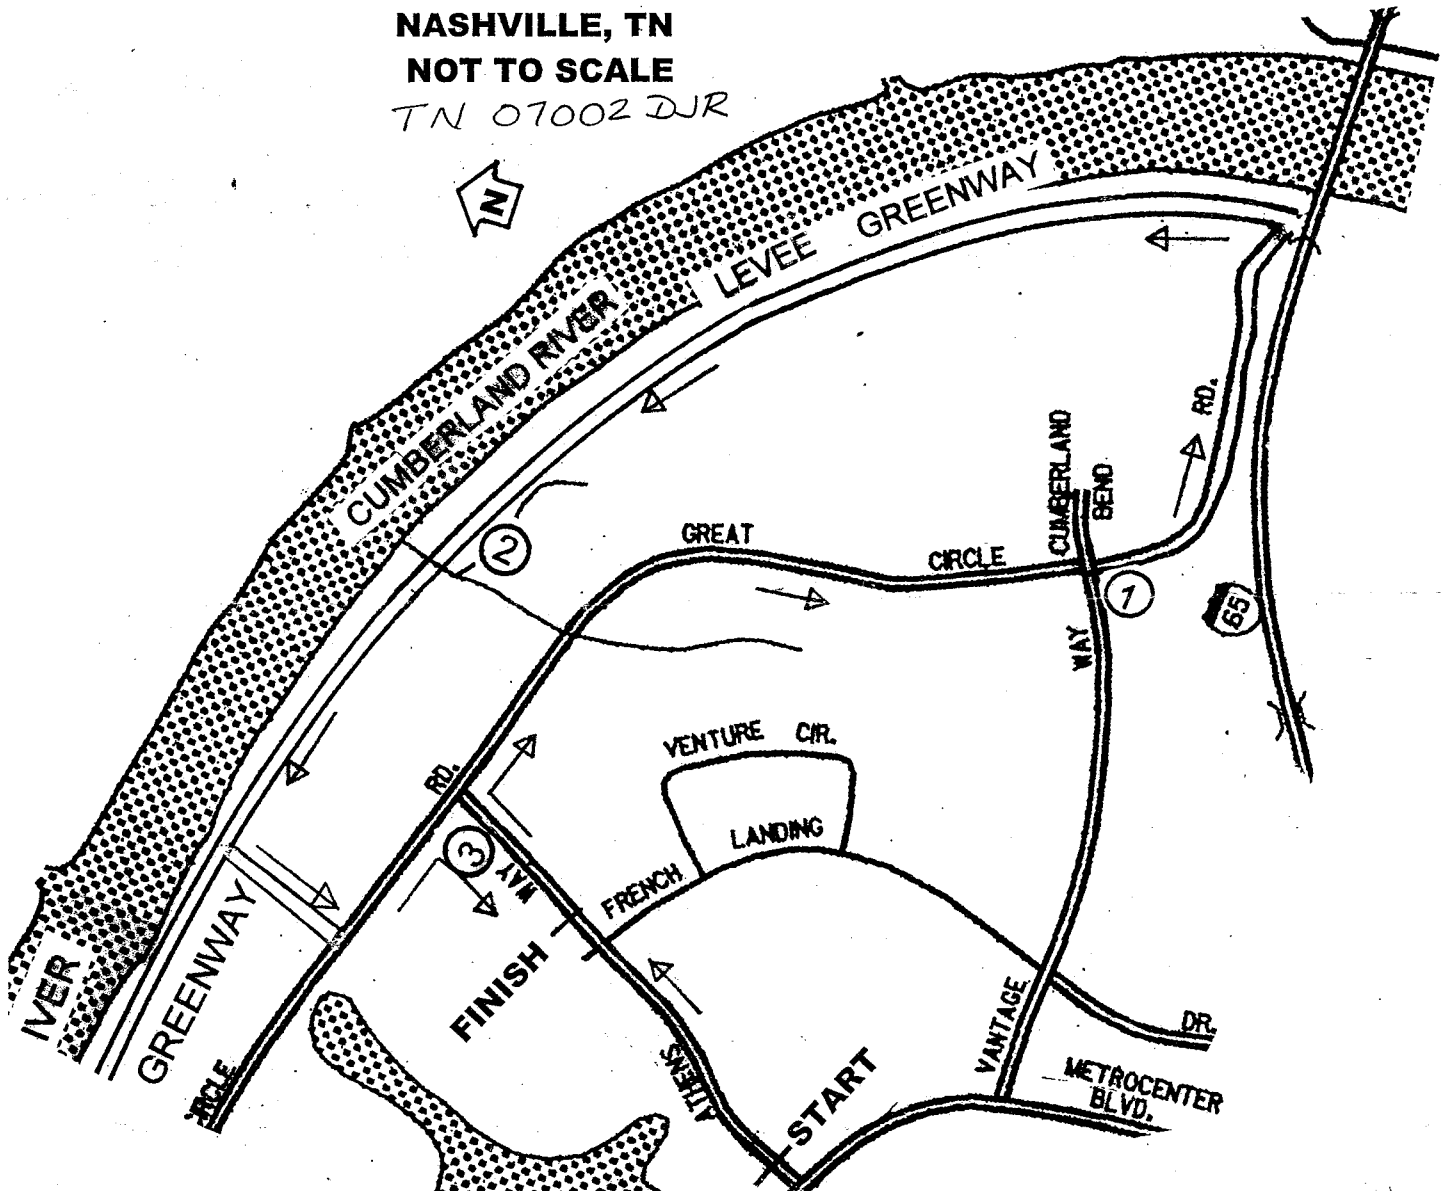 NASHVILLE, TN
NOT TO SCALE
TN 07002 DJR
N
LEVEE GREENWAY
CUMBERLAND RIVER
RD.
CUMBERLAND
BEND
2
GREAT
CIRCLE
1
65
WAY
VENTURE CIR.
RD.
LANDING
3
WAY
FRENCH
GREENWAY
FINISH
IVER
VANTAGE
DR.
START
ATHENS
METROCENTER
BLVD.
IRCLE